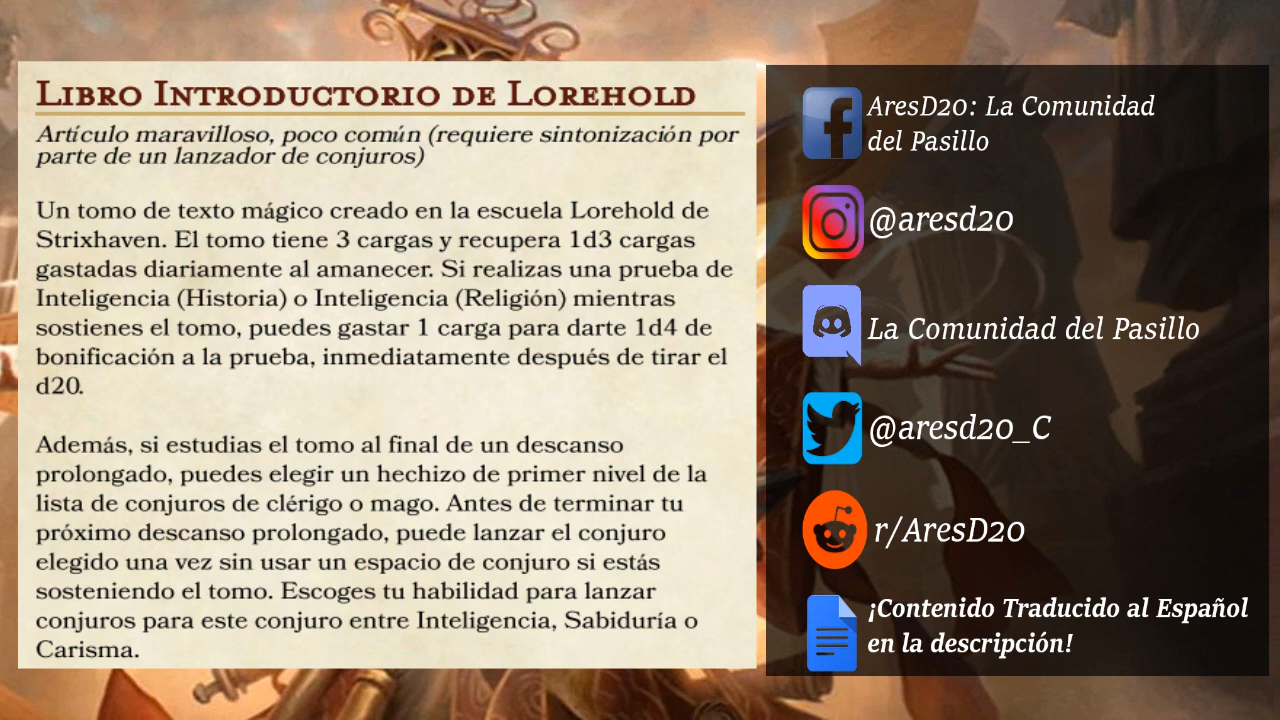 Libro Introductorio de Lorehold
Artículo maravilloso, poco común (requiere sintonización por
parte de un lanzador de conjuros)
Un tomo de texto mágico creado en la escuela Lorehold de
Strixhaven. El tomo tiene 3 cargas y recupera 1d3 cargas
gastadas diariamente al amanecer. Si realizas una prueba de
Inteligencia (Historia) o Inteligencia (Religión) mientras
sostienes el tomo, puedes gastar 1 carga para darte 1d4 de
bonificación a la prueba, inmediatamente después de tirar el
d20.
Además, si estudias el tomo al final de un descanso
prolongado, puedes elegir un hechizo de primer nivel de la
lista de conjuros de clérigo o mago. Antes de terminar tu
próximo descanso prolongado, puede lanzar el conjuro
elegido una vez sin usar un espacio de conjuro si estás
sosteniendo el tomo. Escoges tu habilidad para lanzar
conjuros para este conjuro entre Inteligencia, Sabiduría o
Carisma.
AresD20: La Comunidad
del Pasillo
@aresd20
La Comunidad del Pasillo
@aresd20_C
r/AresD20
¡Contenido Traducido al Español
en la descripción!